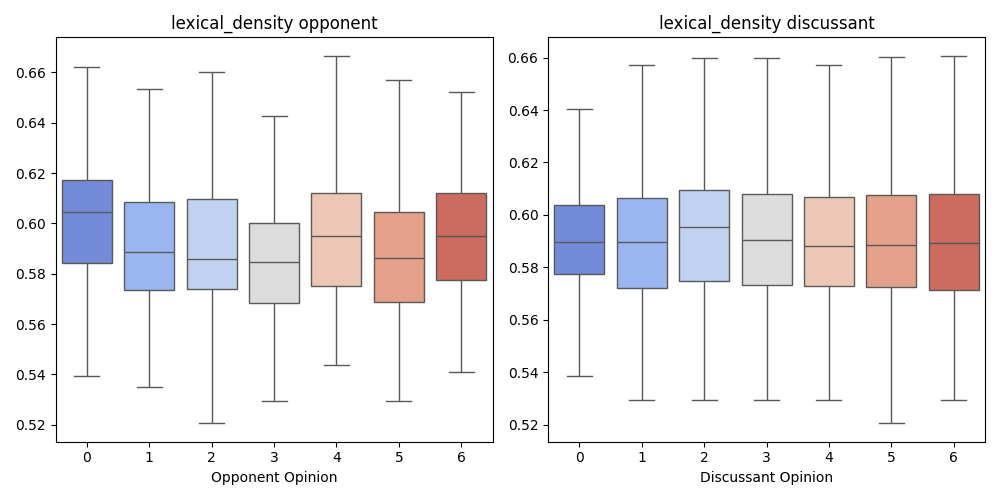 lexical_density opponent
0.66
0.64
0.62
0.60
0.58
0.56
0.54
0.52
0 1 2 3 4 5 6
Opponent Opinion
lexical_density discussant
0.66
0.64
0.62
0.60
0.58
0.56
0.54
0.52
0 1 2 3 4 5 6
Discussant Opinion